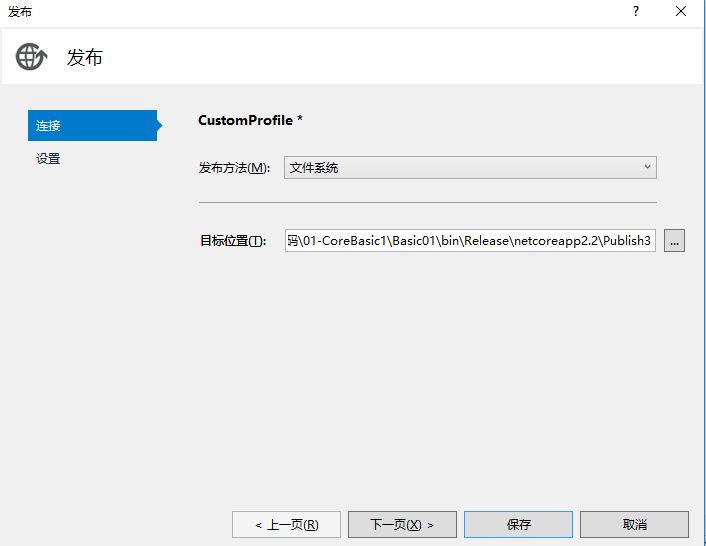 发布
?
发布
连接
设置
CustomProfile *
发布方法(M):
文件系统
目标位置(T):
码\01-CoreBasic1\Basic01\bin\Release\netcoreapp2.2\Publish3
...
< 上一页(R)
下一页(X) >
保存
取消